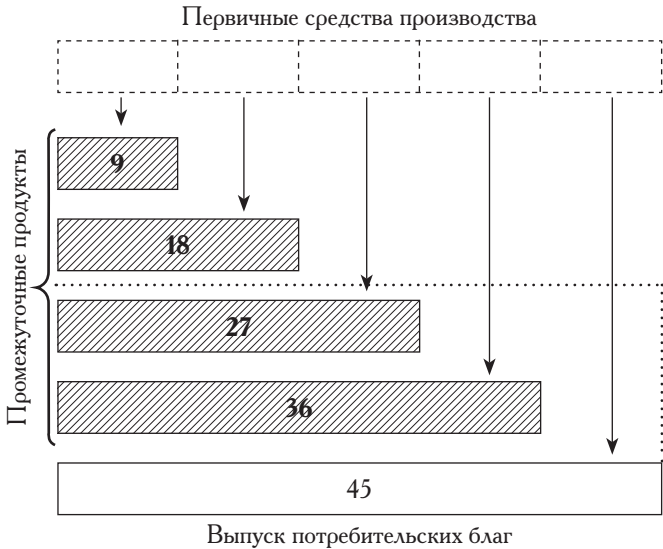 Первичные средства производства
Промежуточные продукты
9
18
27
36
45
Выпуск потребительских благ